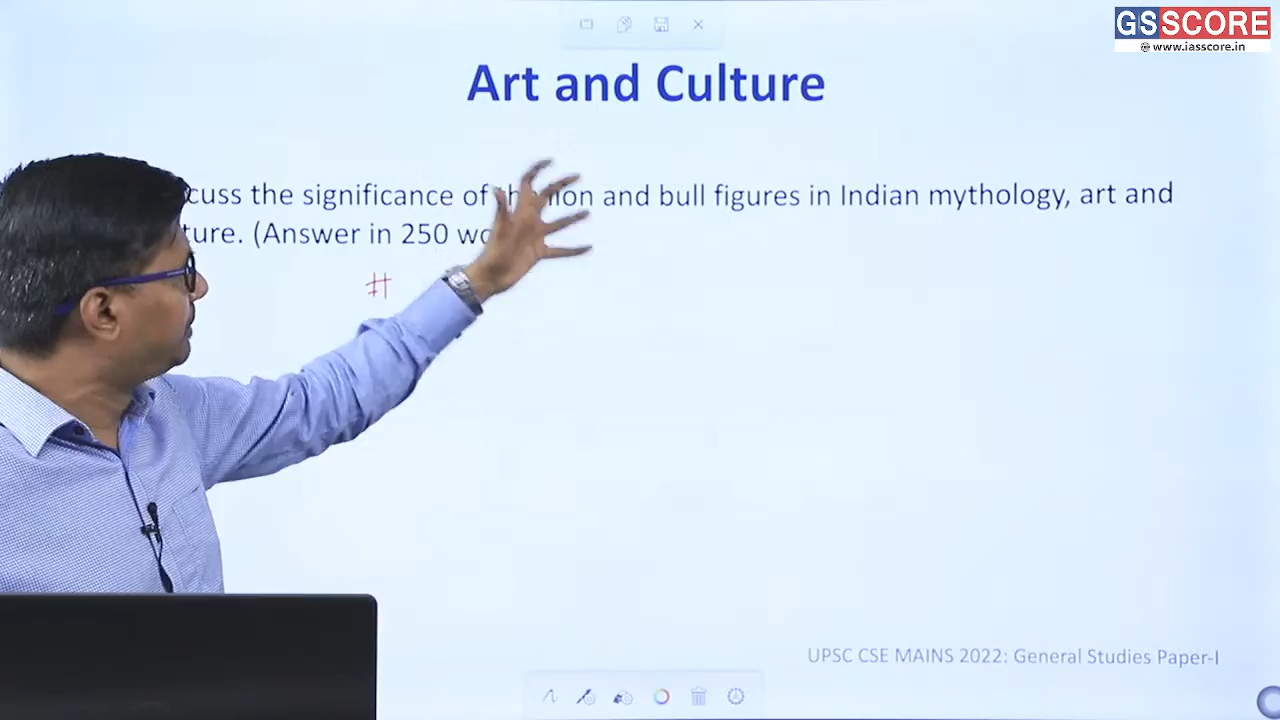 GSSCORE
www.iasscore.in
Art and Culture
cuss the significance of lion and bull figures in Indian mythology, art and
ture. (Answer in 250
#
UPSC CSE MAINS 2022: General Studies Paper-I